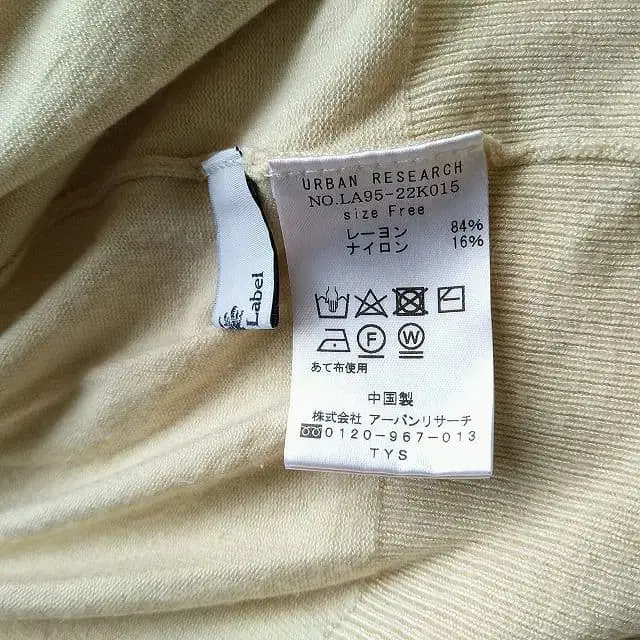 URBAN RESEARCH
NO.LA95-22K015
size Free
レーヨン 84%
ナイロン 16%
F W
あて布使用
中国製
株式会社 アーバンリサーチ
0120-967-013
TYS
Label